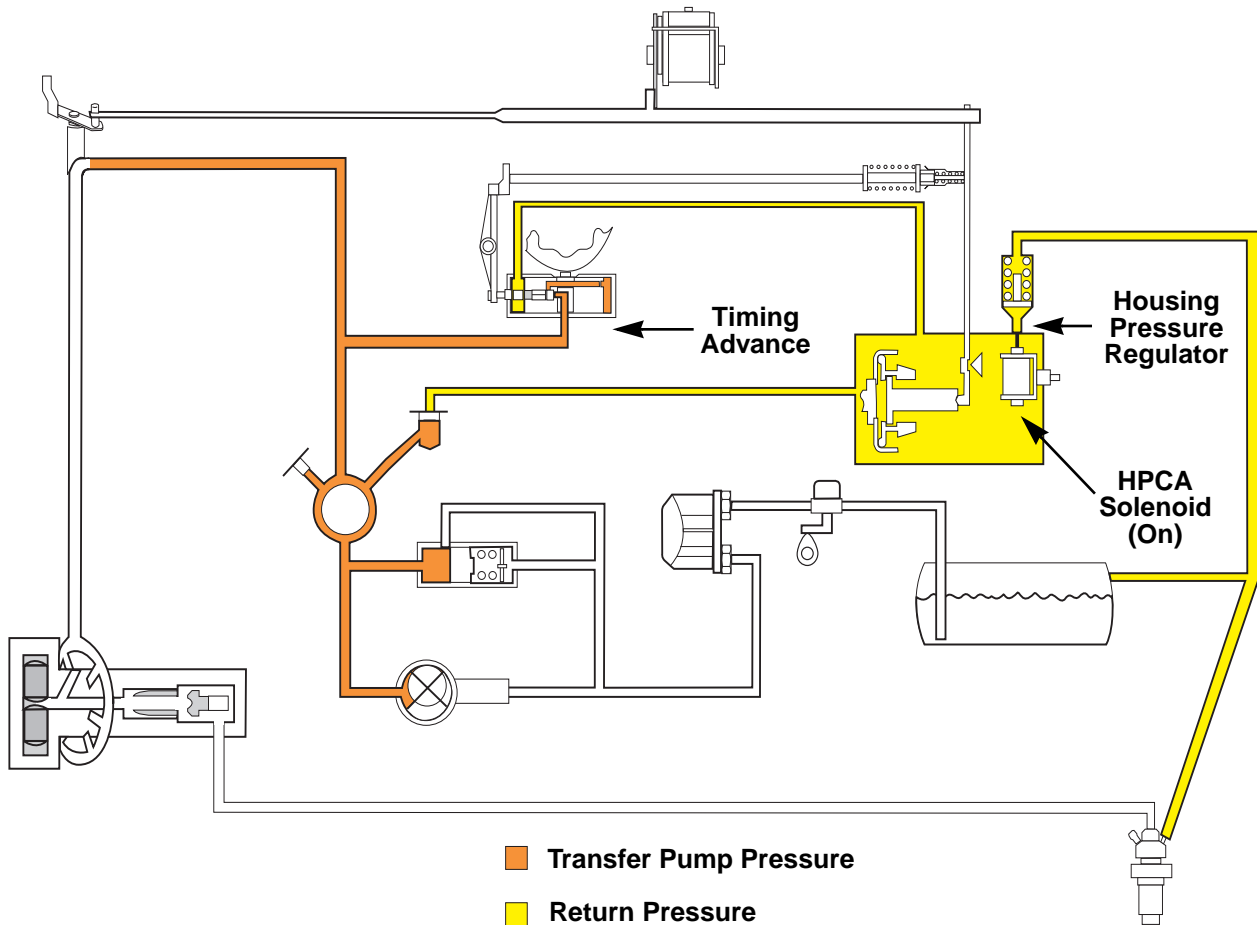 Timing
Advance
Housing
Pressure
Regulator
HPCA
Solenoid
(On)
Transfer Pump Pressure
Return Pressure